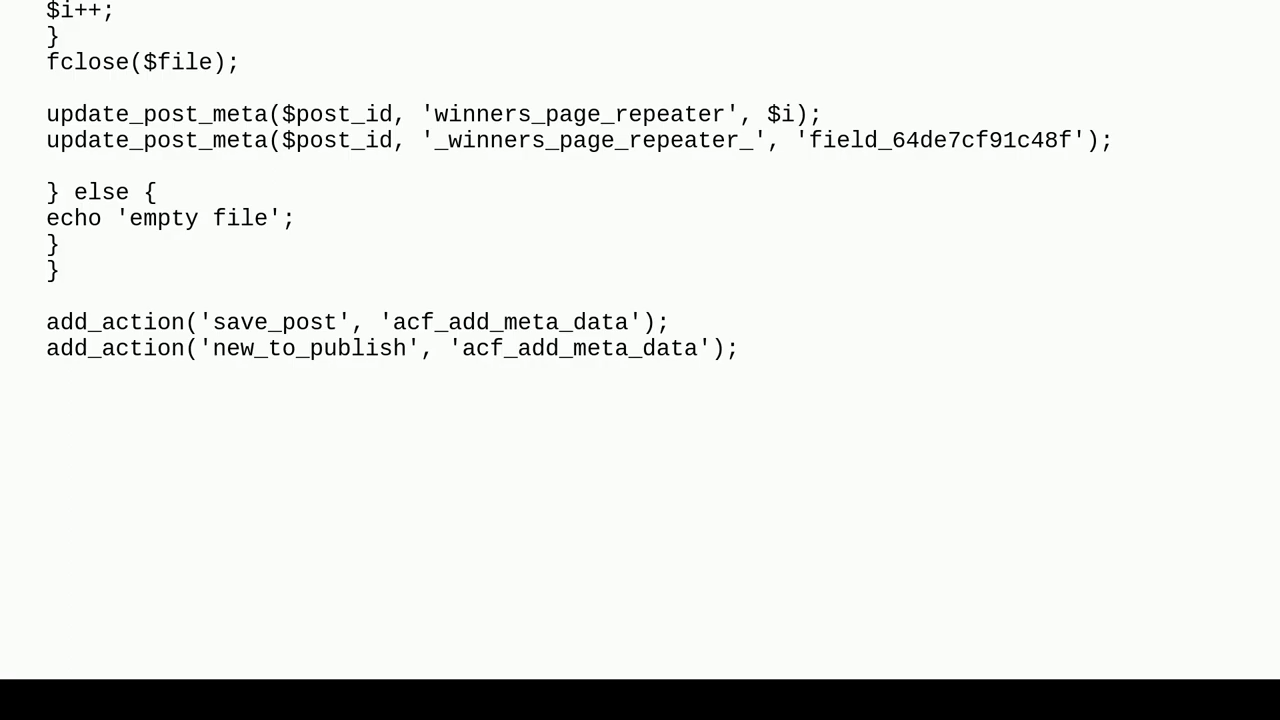 $i++;
}
fclose($file);
update_post_meta($post_id, 'winners_page_repeater', $i);
update_post_meta($post_id, '_winners_page_repeater_', 'field_64de7cf91c48f');
} else {
echo 'empty file';
}
}
add_action('save_post', 'acf_add_meta_data');
add_action('new_to_publish', 'acf_add_meta_data');